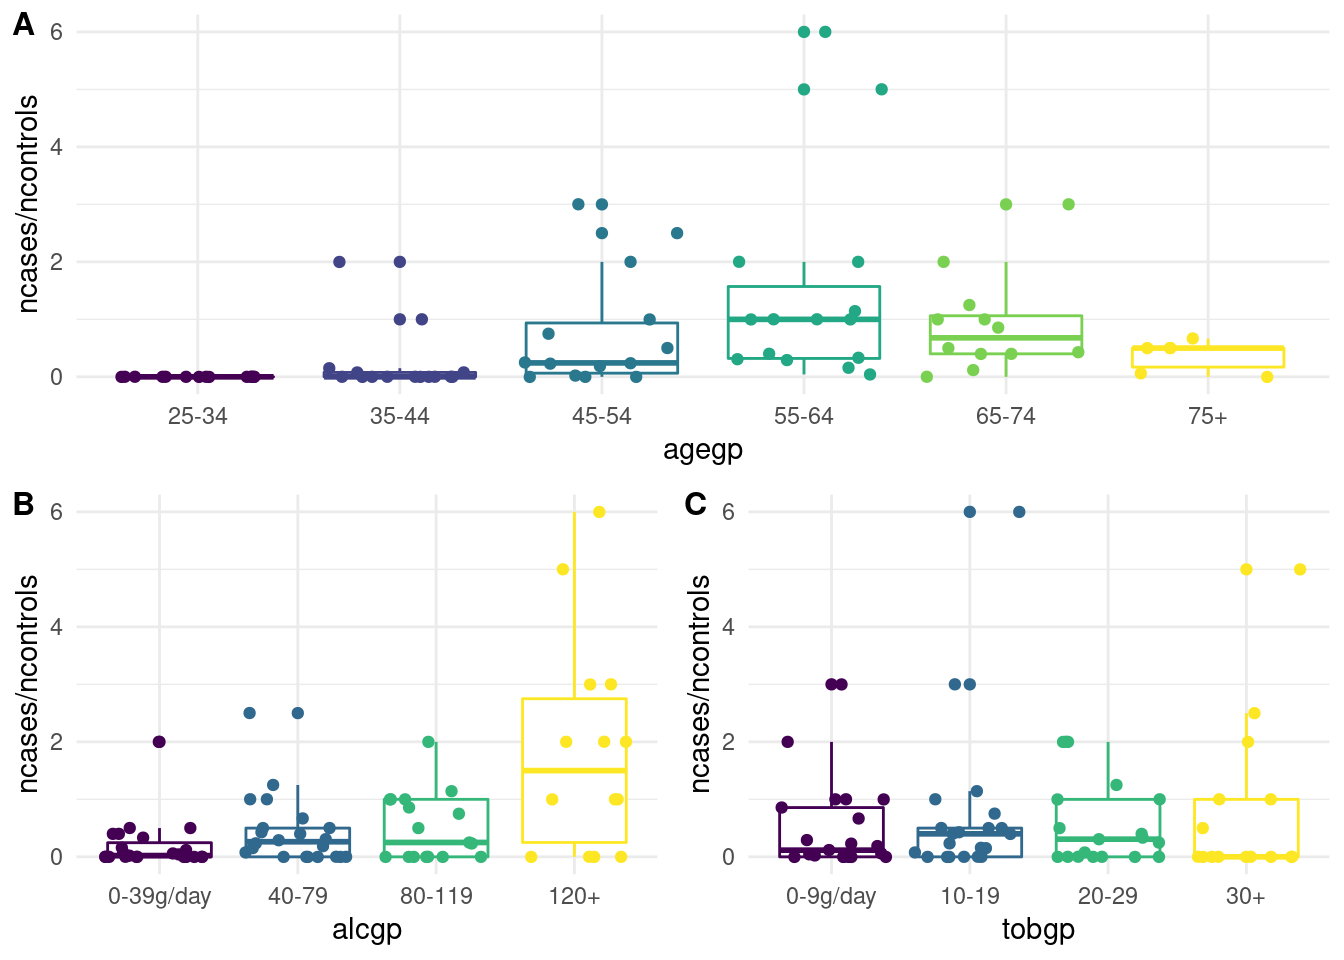 A
ncases/ncontrols
6
4
2
0
25-34 35-44 45-54 55-64 65-74 75+
agegp
B
ncases/ncontrols
6
4
2
0
0-39g/day 40-79 80-119 120+
alcgp
C
ncases/ncontrols
6
4
2
0
0-9g/day 10-19 20-29 30+
tobgp